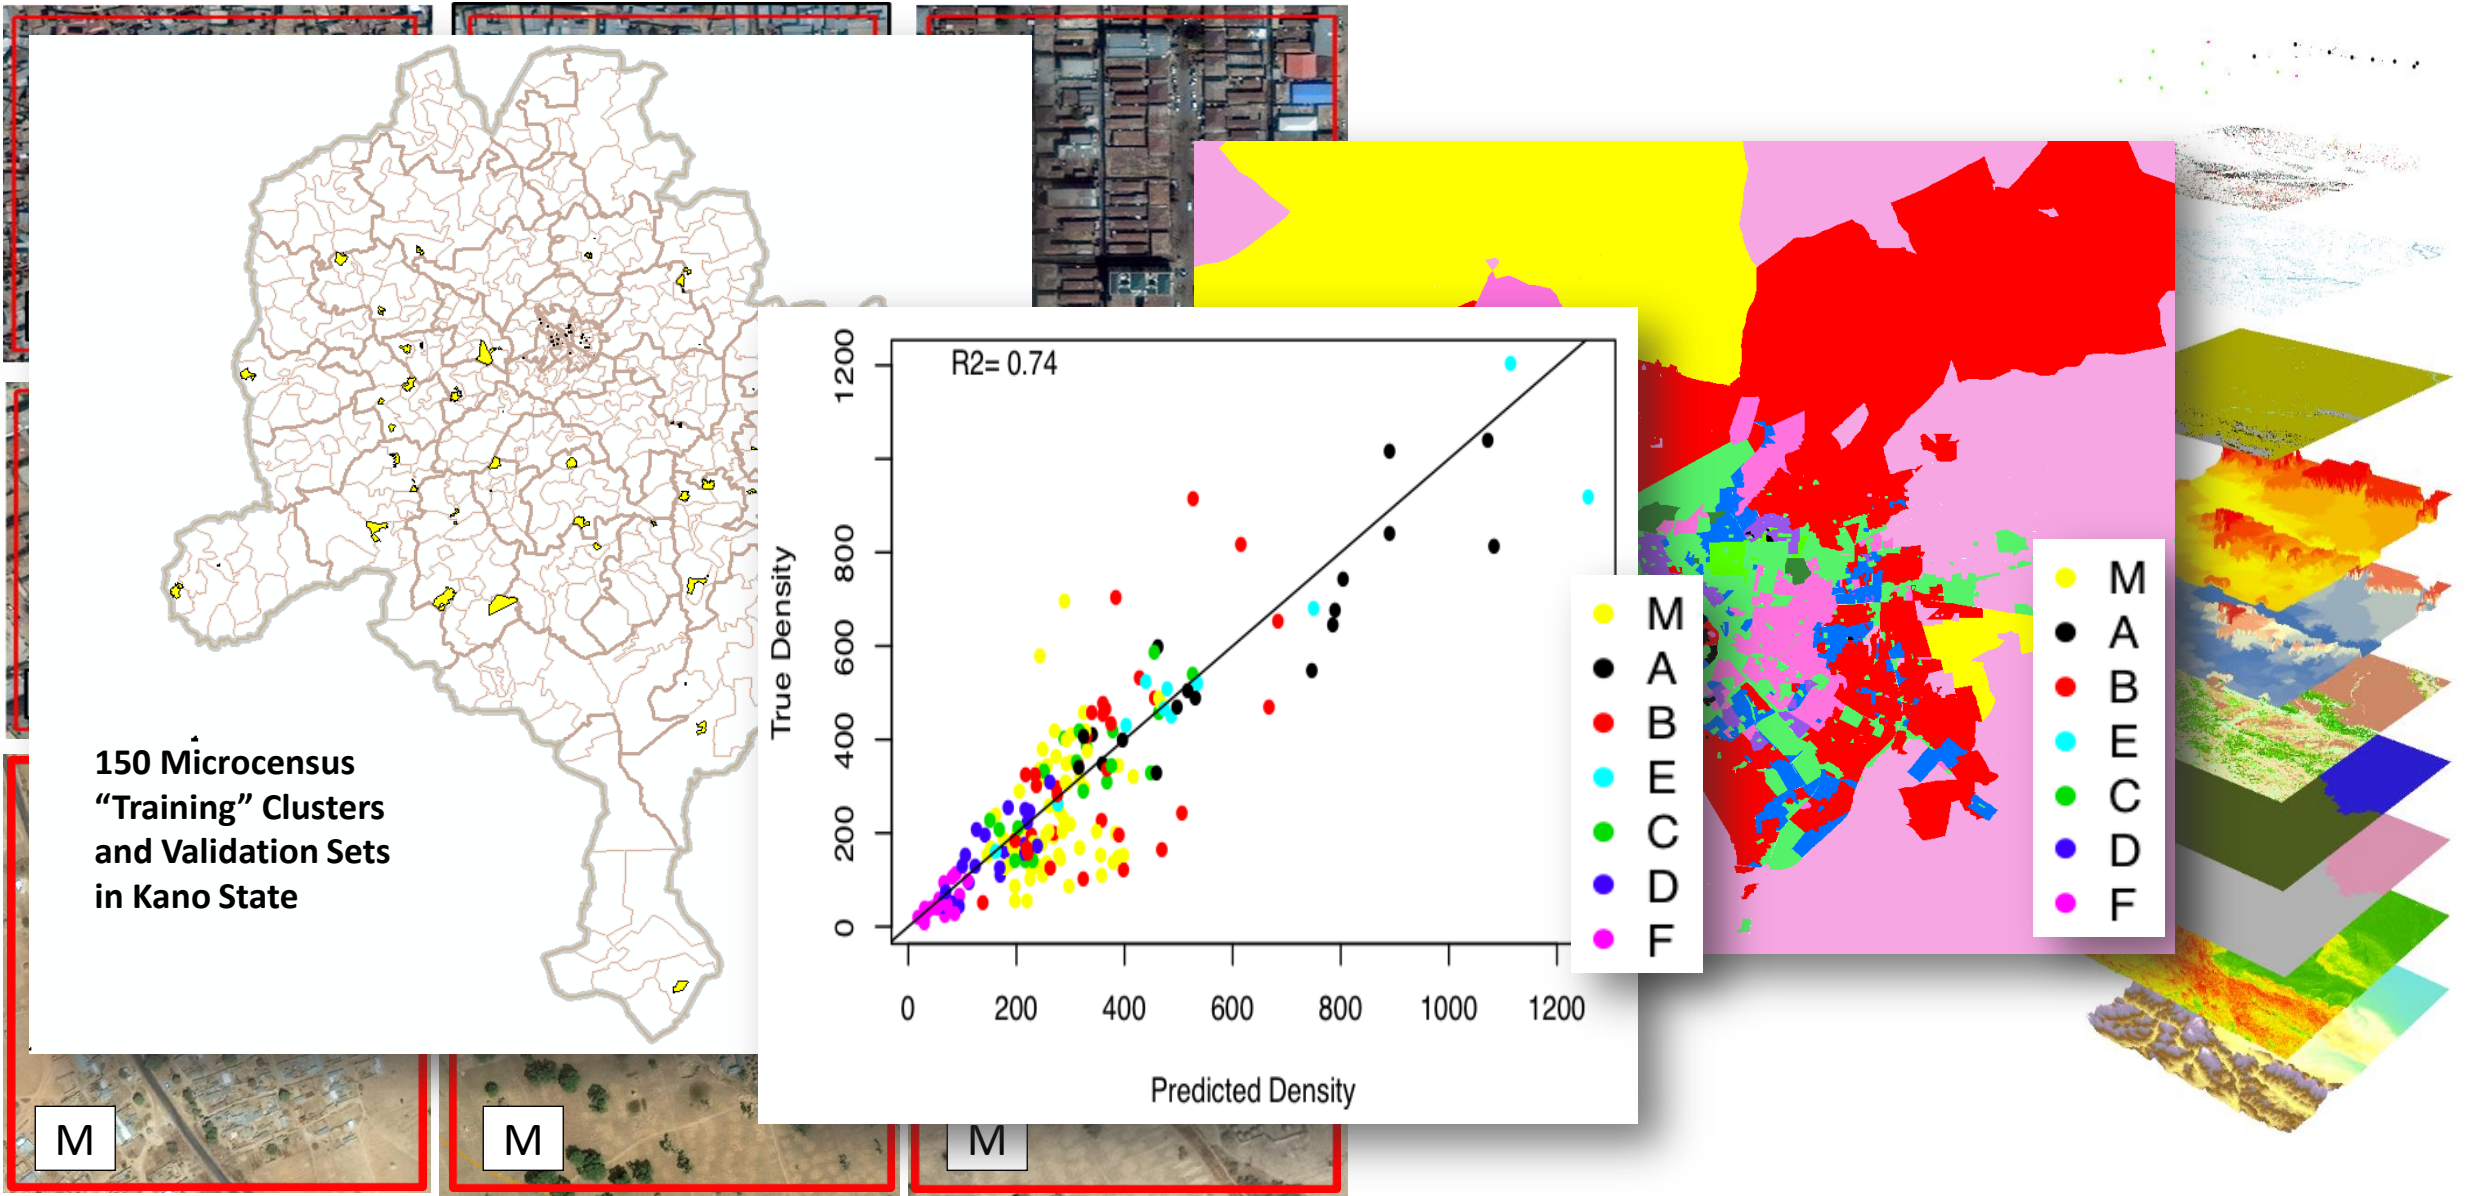 150 Microcensus
“Training” Clusters
and Validation Sets
in Kano State
M
M
M
R2= 0.74
True Density
0
200
400
600
800
1200
0
200
400
600
800
1000
1200
Predicted Density
M
A
B
E
C
D
F
M
A
B
E
C
D
F